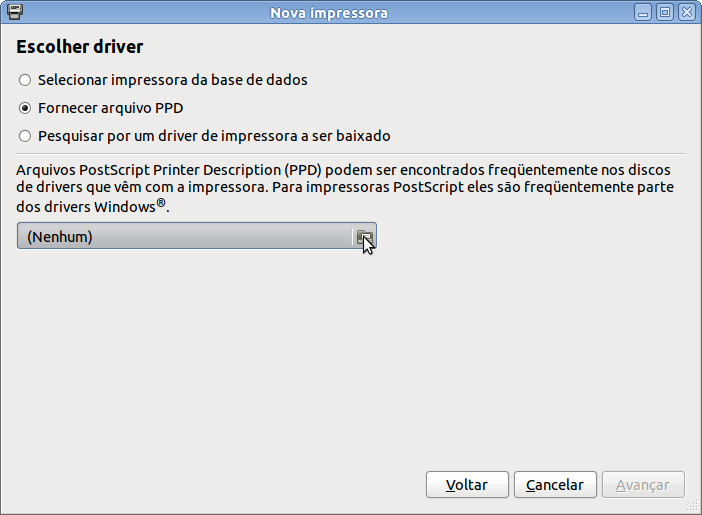 Nova impressora
Escolher driver
Selecionar impressora da base de dados
Fornecer arquivo PPD
Pesquisar por um driver de impressora a ser baixado
Arquivos PostScript Printer Description (PPD) podem ser encontrados freqüentemente nos discos
de drivers que vêm com a impressora. Para impressoras PostScript eles são freqüentemente parte
dos drivers Windows®.
(Nenhum)
Voltar Cancelar Avançar